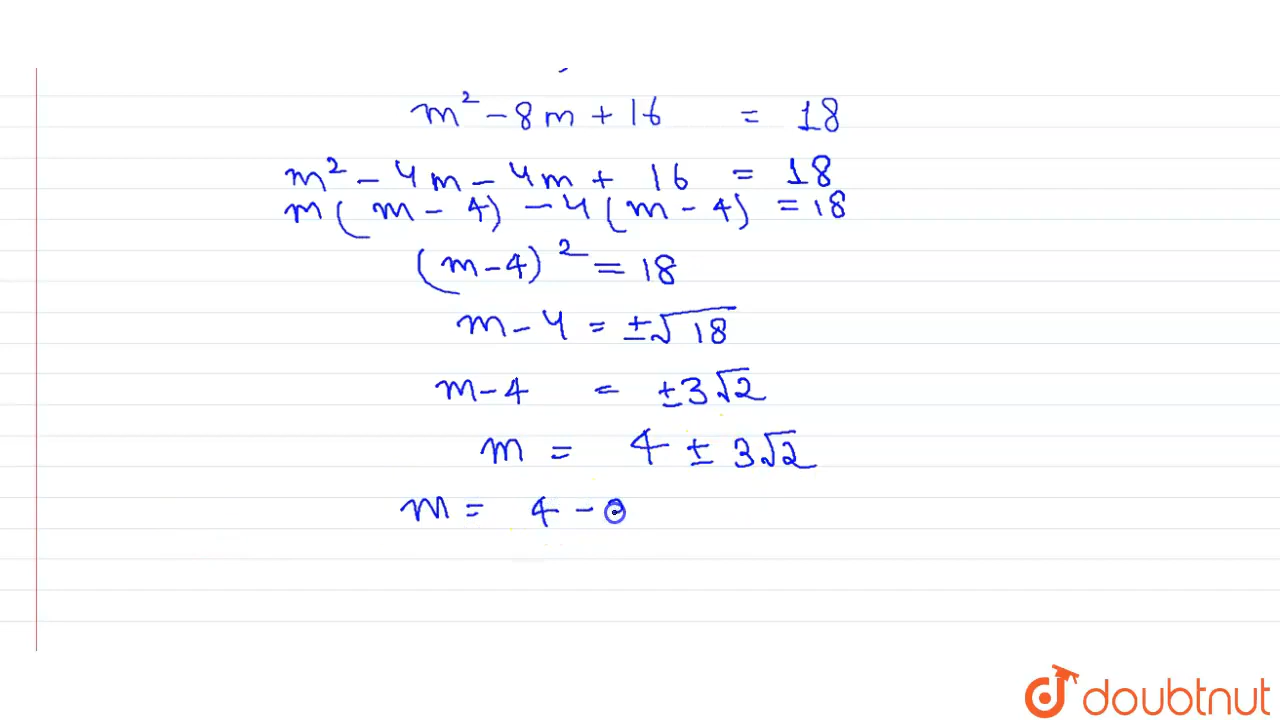 m² - 8m + 16 = 18
m² - 4m - 4m + 16 = 18
m(m - 4) - 4(m - 4) = 18
(m - 4)² = 18
m - 4 = ±√18
m - 4 = ±3√2
m = 4 ± 3√2
m = 4 -
doubtnut